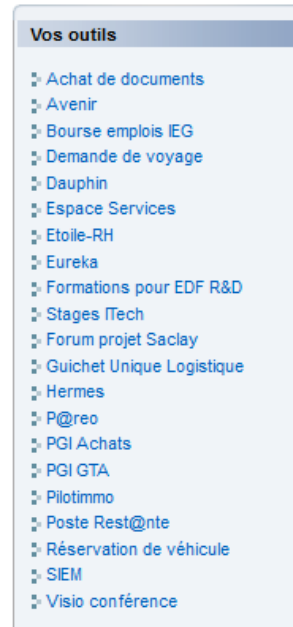 Vos outils
Achat de documents
Avenir
Bourse emplois IEG
Demande de voyage
Dauphin
Espace Services
Etoile-RH
Eureka
Formations pour EDF R&D
Stages ITech
Forum projet Saclay
Guichet Unique Logistique
Hermes
P@reo
PGI Achats
PGI GTA
Pilotimmo
Poste Rest@nte
Réservation de véhicule
SIEM
Visio conférence